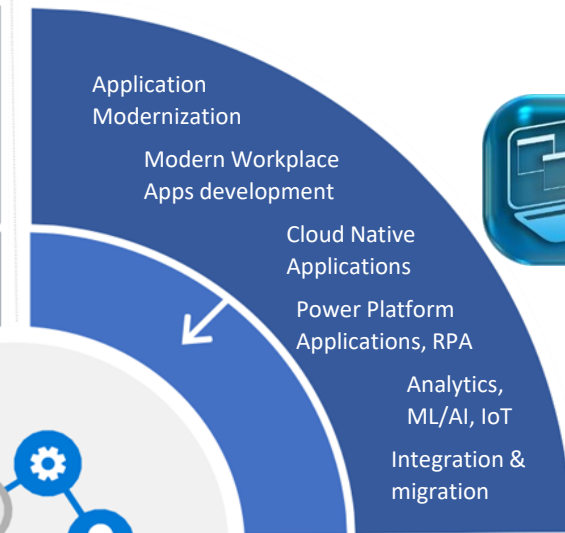 Application
Modernization
Modern Workplace
Apps development
Cloud Native
Applications
Power Platform
Applications, RPA
Analytics,
ML/AI, IoT
Integration &
migration